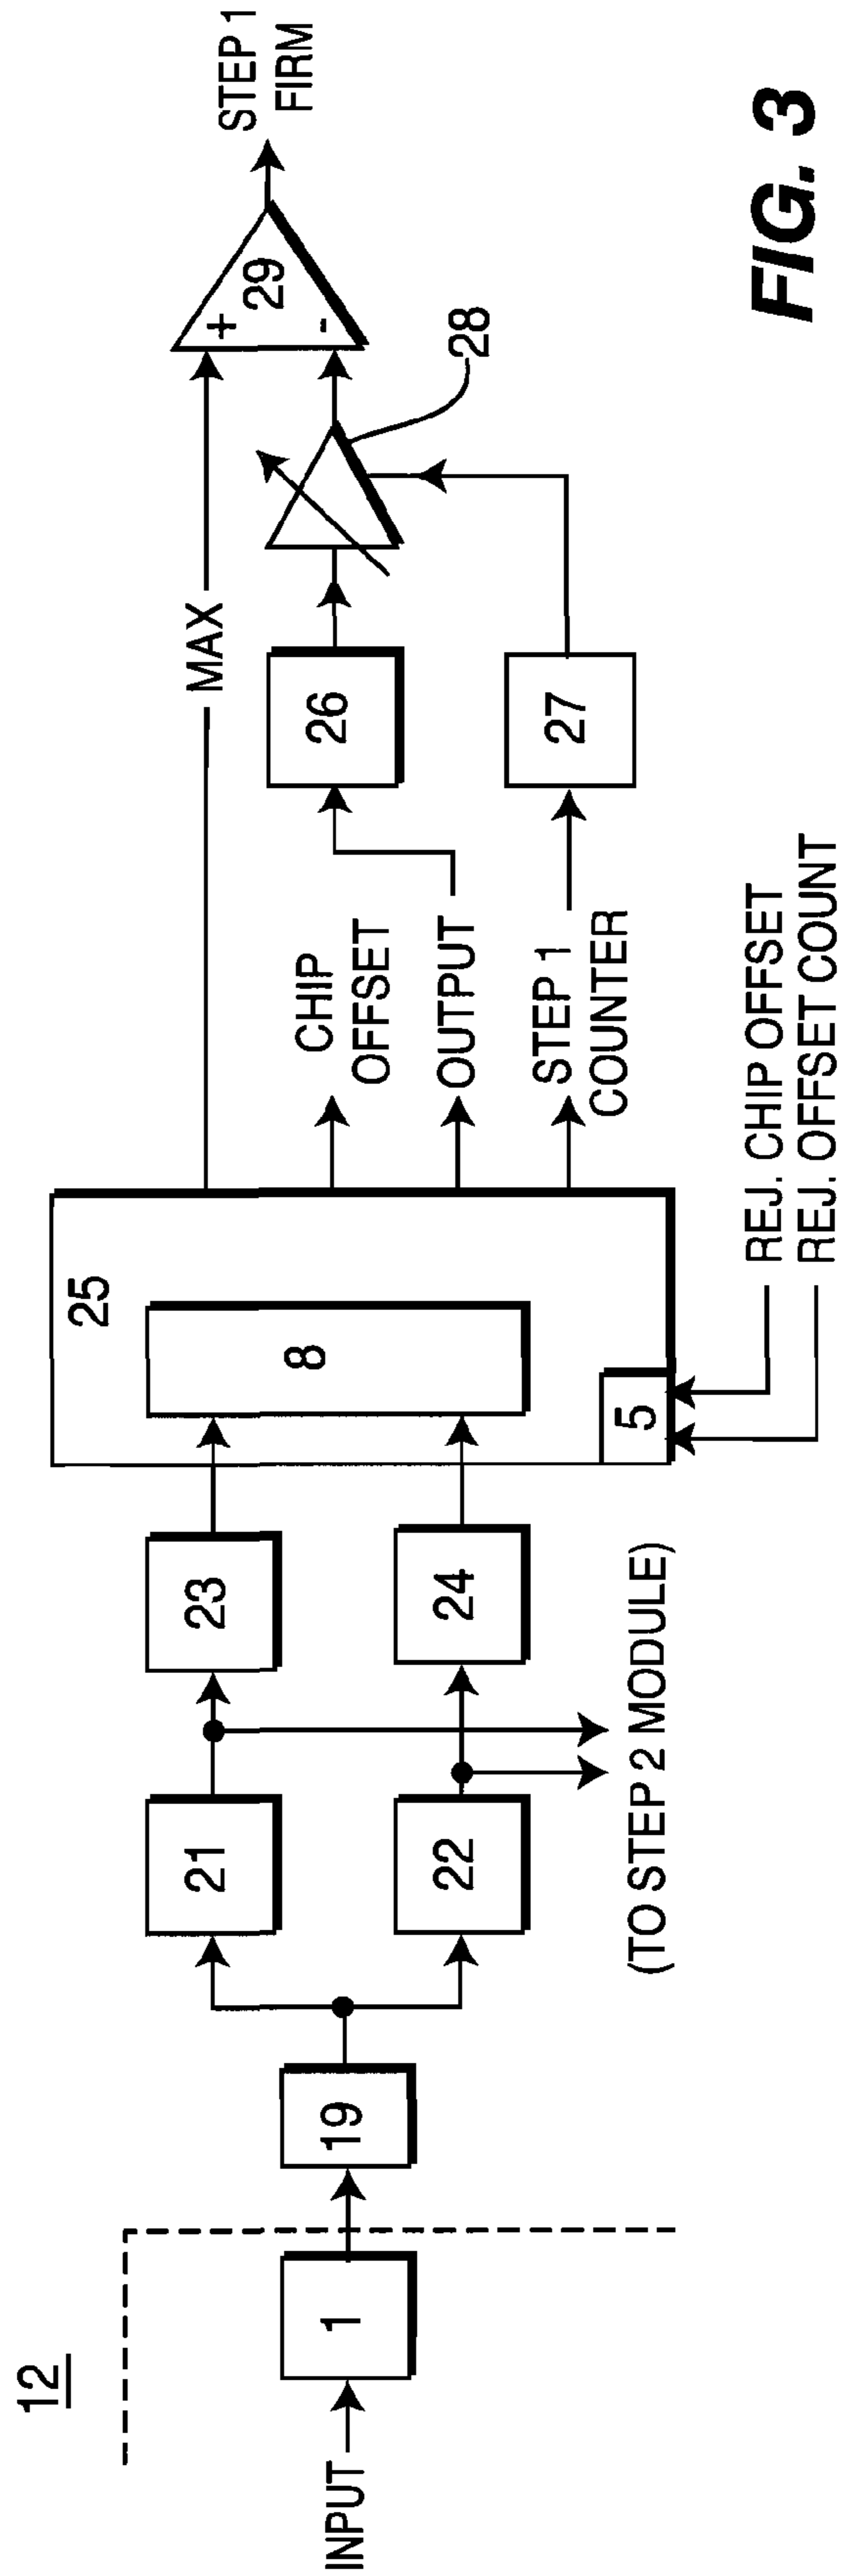 12
INPUT
1
19
21
22
(TO STEP 2 MODULE)
23
24
25
8
5
REJ. CHIP OFFSET
REJ. OFFSET COUNT
MAX
CHIP
OFFSET
OUTPUT
STEP 1
COUNTER
26
27
28
+
-
29
STEP 1
FIRM
FIG. 3